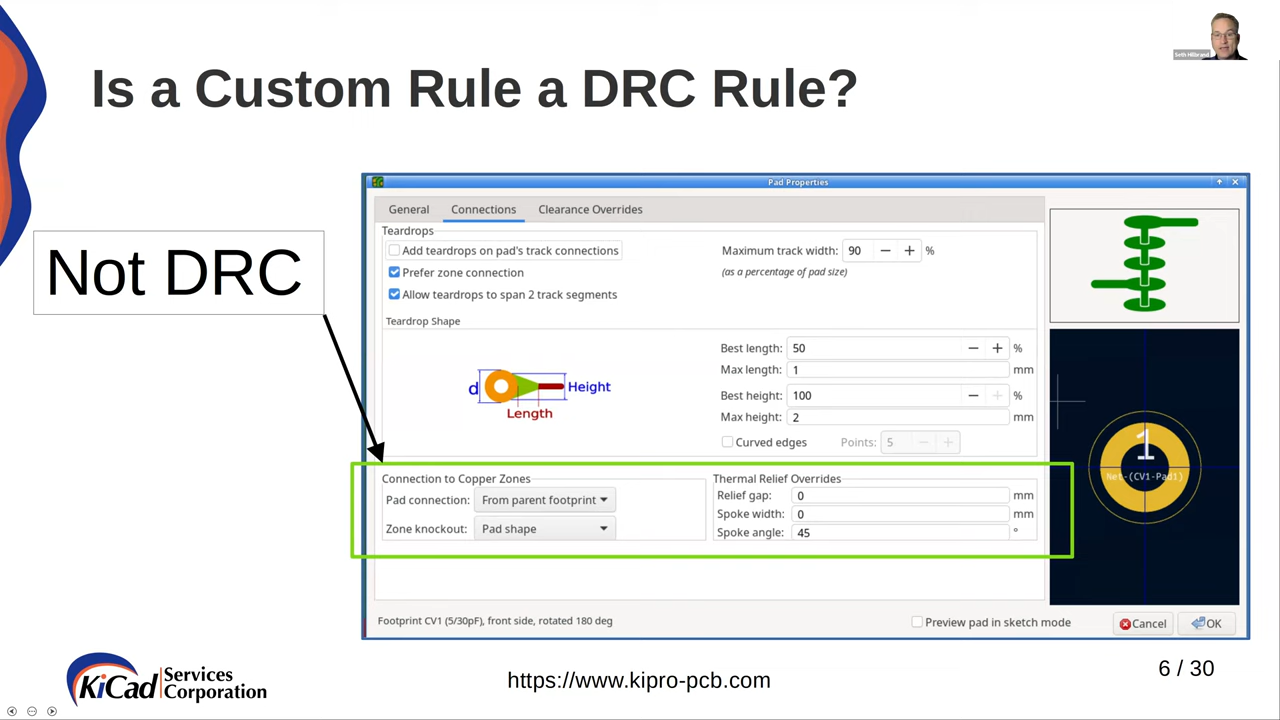 Seth Hillbrand
Is a Custom Rule a DRC Rule?
Not DRC
Pad Properties
General Connections Clearance Overrides
Teardrops
Add teardrops on pad's track connections
Prefer zone connection
Allow teardrops to span 2 track segments
Maximum track width: 90 %
(as a percentage of pad size)
Teardrop Shape
d Height
Length
Best length: 50 %
Max length: 1 mm
Best height: 100 %
Max height: 2 mm
Curved edges Points: 5
Connection to Copper Zones
Pad connection: From parent footprint
Zone knockout: Pad shape
Thermal Relief Overrides
Relief gap: 0 mm
Spoke width: 0 mm
Spoke angle: 45 °
1
Net-(CV1-Pad1)
Footprint CV1 (5/30pF), front side, rotated 180 deg
Preview pad in sketch mode
Cancel OK
KiCad Services
Corporation
https://www.kipro-pcb.com
6 / 30